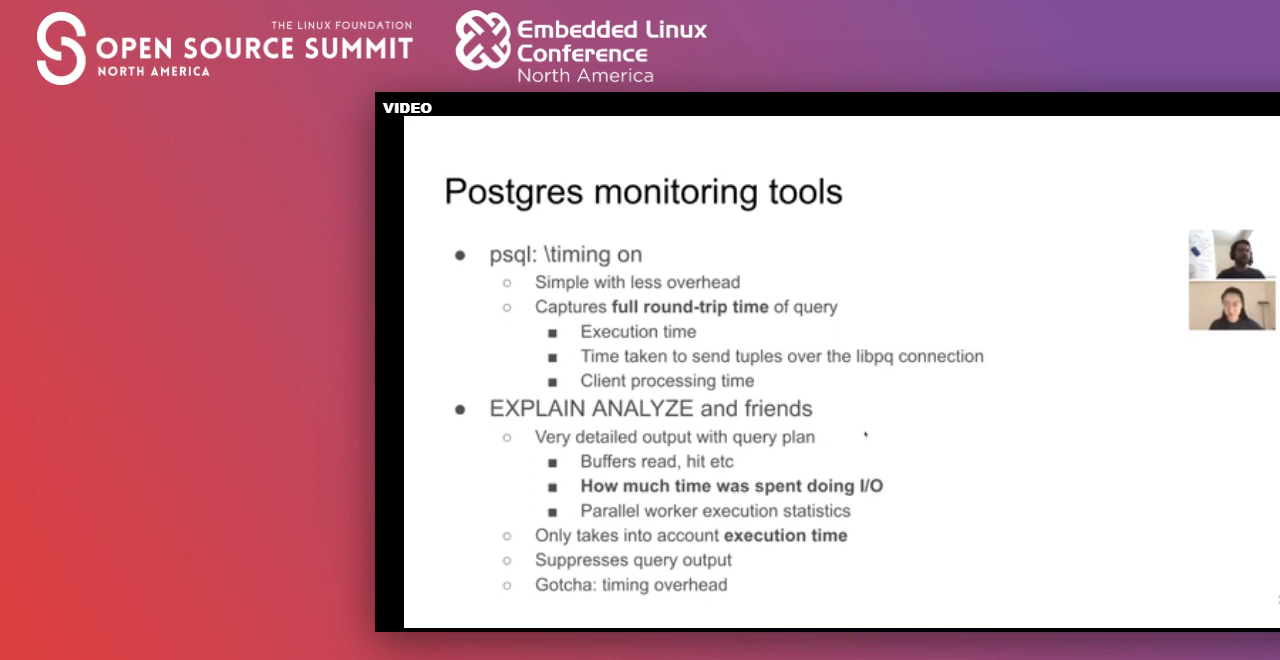 THE LINUX FOUNDATION
OPEN SOURCE SUMMIT
NORTH AMERICA
Embedded Linux
Conference
North America
VIDEO
Postgres monitoring tools
● psql: \timing on
○ Simple with less overhead
○ Captures full round-trip time of query
■ Execution time
■ Time taken to send tuples over the libpq connection
■ Client processing time
● EXPLAIN ANALYZE and friends
○ Very detailed output with query plan
■ Buffers read, hit etc
■ How much time was spent doing I/O
■ Parallel worker execution statistics
○ Only takes into account execution time
○ Suppresses query output
○ Gotcha: timing overhead